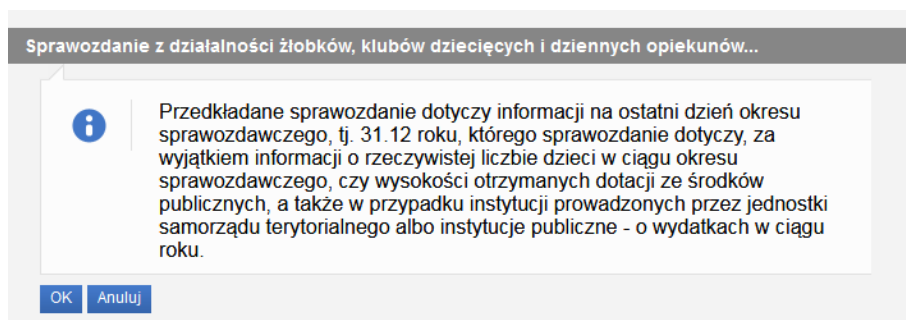 Sprawozdanie z działalności żłobków, klubów dziecięcych i dziennych opiekunów...
Przedkładane sprawozdanie dotyczy informacji na ostatni dzień okresu
sprawozdawczego, tj. 31.12 roku, którego sprawozdanie dotyczy, za
wyjątkiem informacji o rzeczywistej liczbie dzieci w ciągu okresu
sprawozdawczego, czy wysokości otrzymanych dotacji ze środków
publicznych, a także w przypadku instytucji prowadzonych przez jednostki
samorządu terytorialnego albo instytucje publiczne - o wydatkach w ciągu
roku.
OK Anuluj